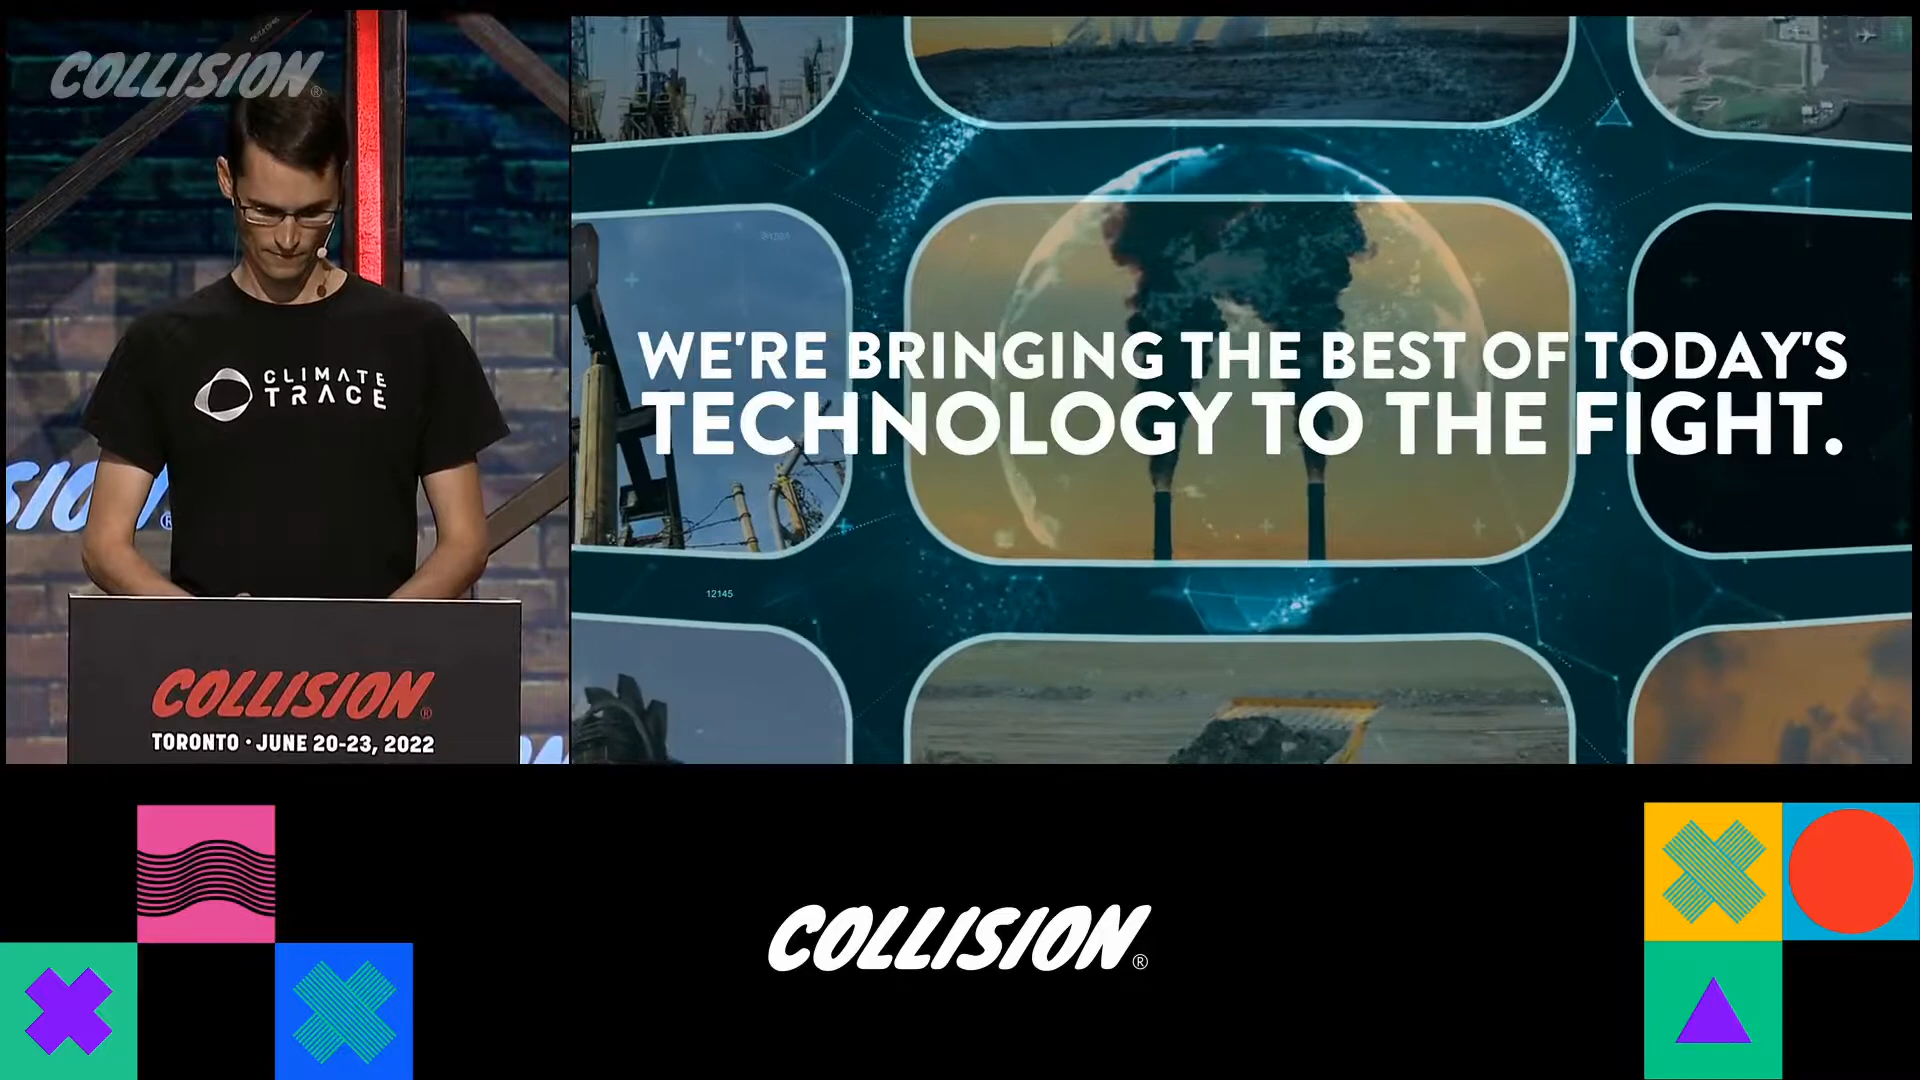 COLLISION®
CLIMATE
TRACE
COLLISION®
TORONTO · JUNE 20-23, 2022
WE'RE BRINGING THE BEST OF TODAY'S
TECHNOLOGY TO THE FIGHT.
12145
COLLISION®